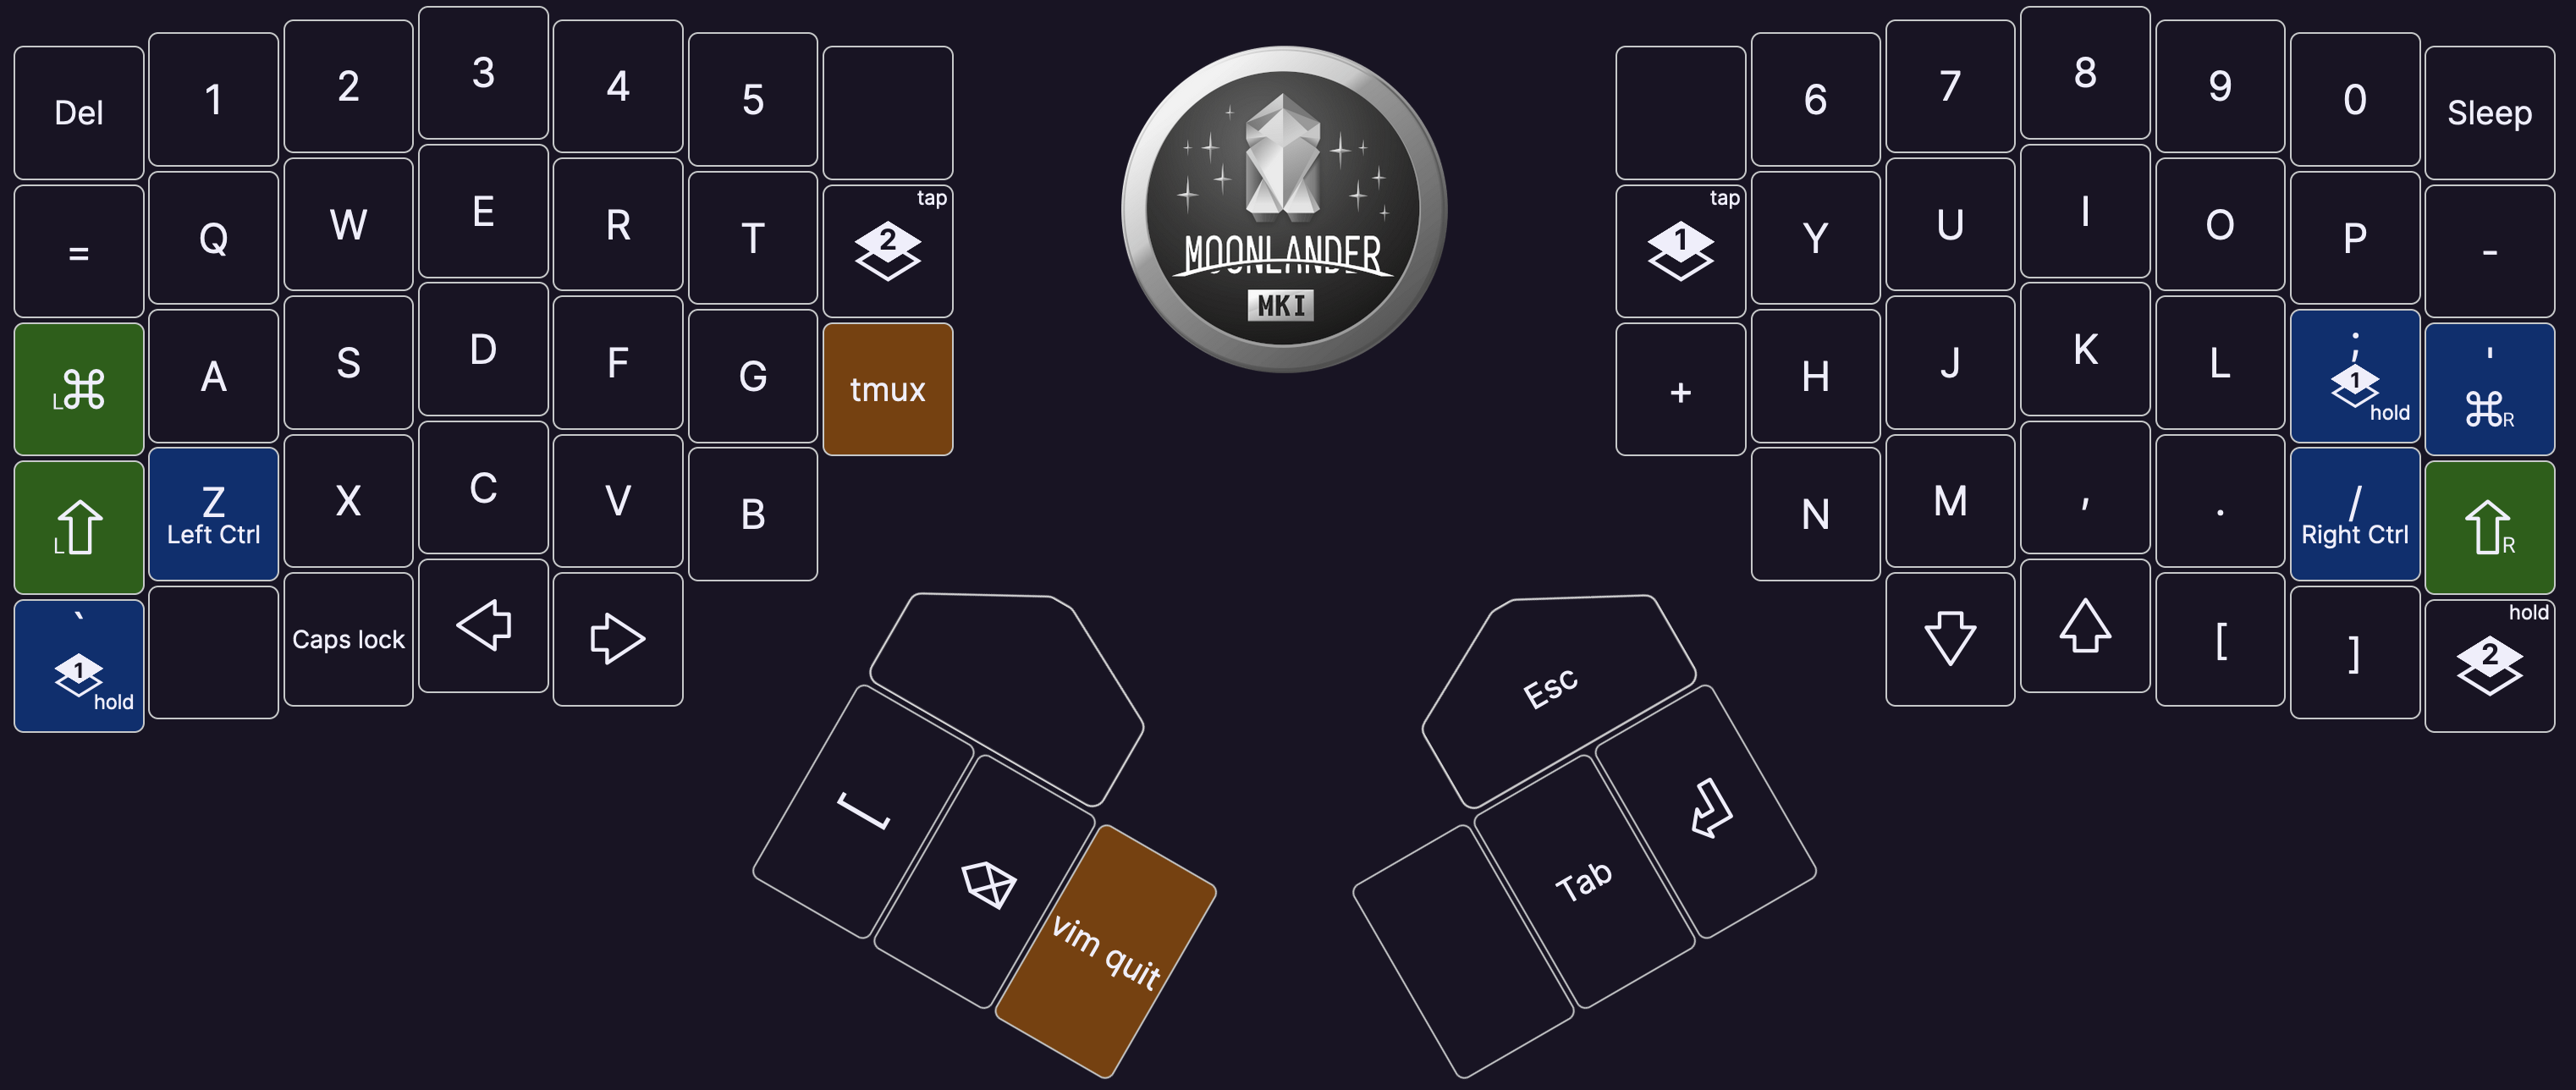 Del 1 2 3 4 5
6 7 8 9 0 Sleep
= Q W E R T tap 2
tap 1 Y U I O P -
L ⌘ A S D F G tmux
+ H J K L ; 1 hold ' ⌘ R
L Z Left Ctrl X C V B
N M , . / Right Ctrl R
` 1 hold Caps lock
[ ] hold 2
MOONLANDER
MKI
vim quit
Esc
Tab